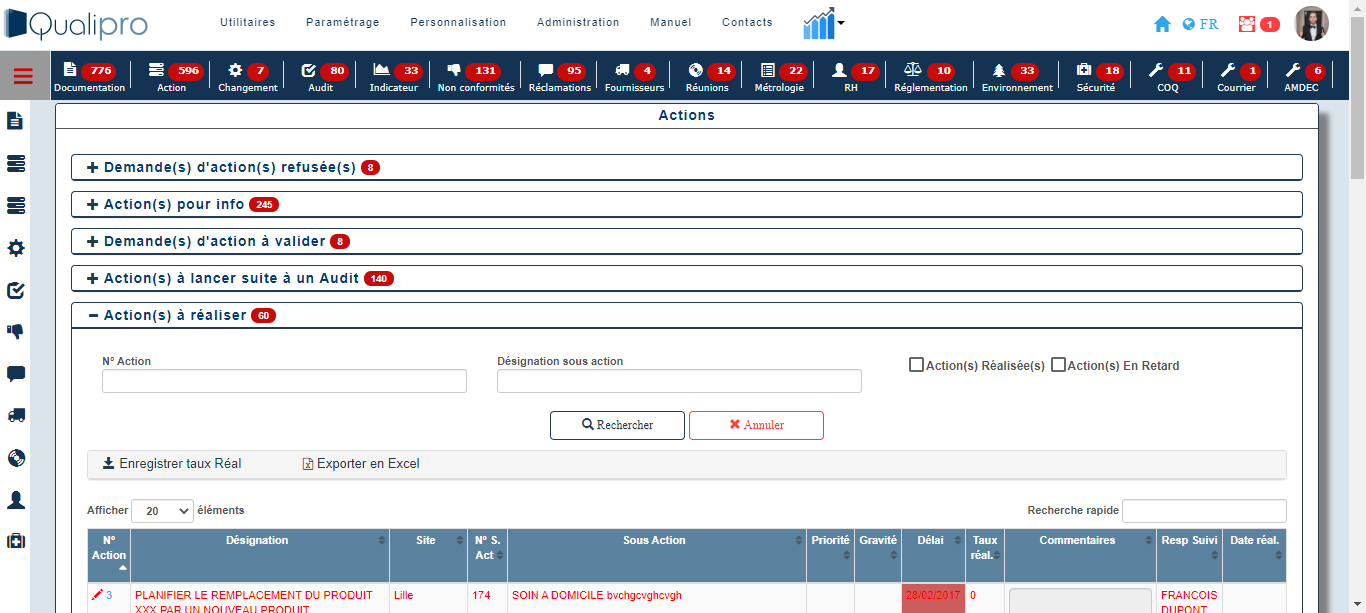 Qualipro Utilitaires Paramétrage Personnalisation Administration Manuel Contacts FR 1
776 596 7 80 33 131 95 4 14 22 17 10 33 18 11 1 6
Documentation Action Changement Audit Indicateur Non conformités Réclamations Fournisseurs Réunions Métrologie RH Réglementation Environnement Sécurité COQ Courrier AMDEC
Actions
Demande(s) d'action(s) refusée(s) 8
Action(s) pour info 245
Demande(s) d'action à valider 8
Action(s) à lancer suite à un Audit 140
Action(s) à réaliser 60
N° Action Désignation sous action
Action(s) Réalisée(s) Action(s) En Retard
Rechercher Annuler
Enregistrer taux Réal Exporter en Excel
Afficher 20 éléments Recherche rapide
N° Action Désignation Site N° S. Act Sous Action Priorité Gravité Délai Taux réal. Commentaires Resp Suivi Date réal.
3 PLANIFIER LE REMPLACEMENT DU PRODUIT Lille 174 SOIN A DOMICILE bvchgcvghcvgh 28/02/2017 0 FRANCOIS
XXX PAR UN NOUVEAU PRODUIT DUPONT